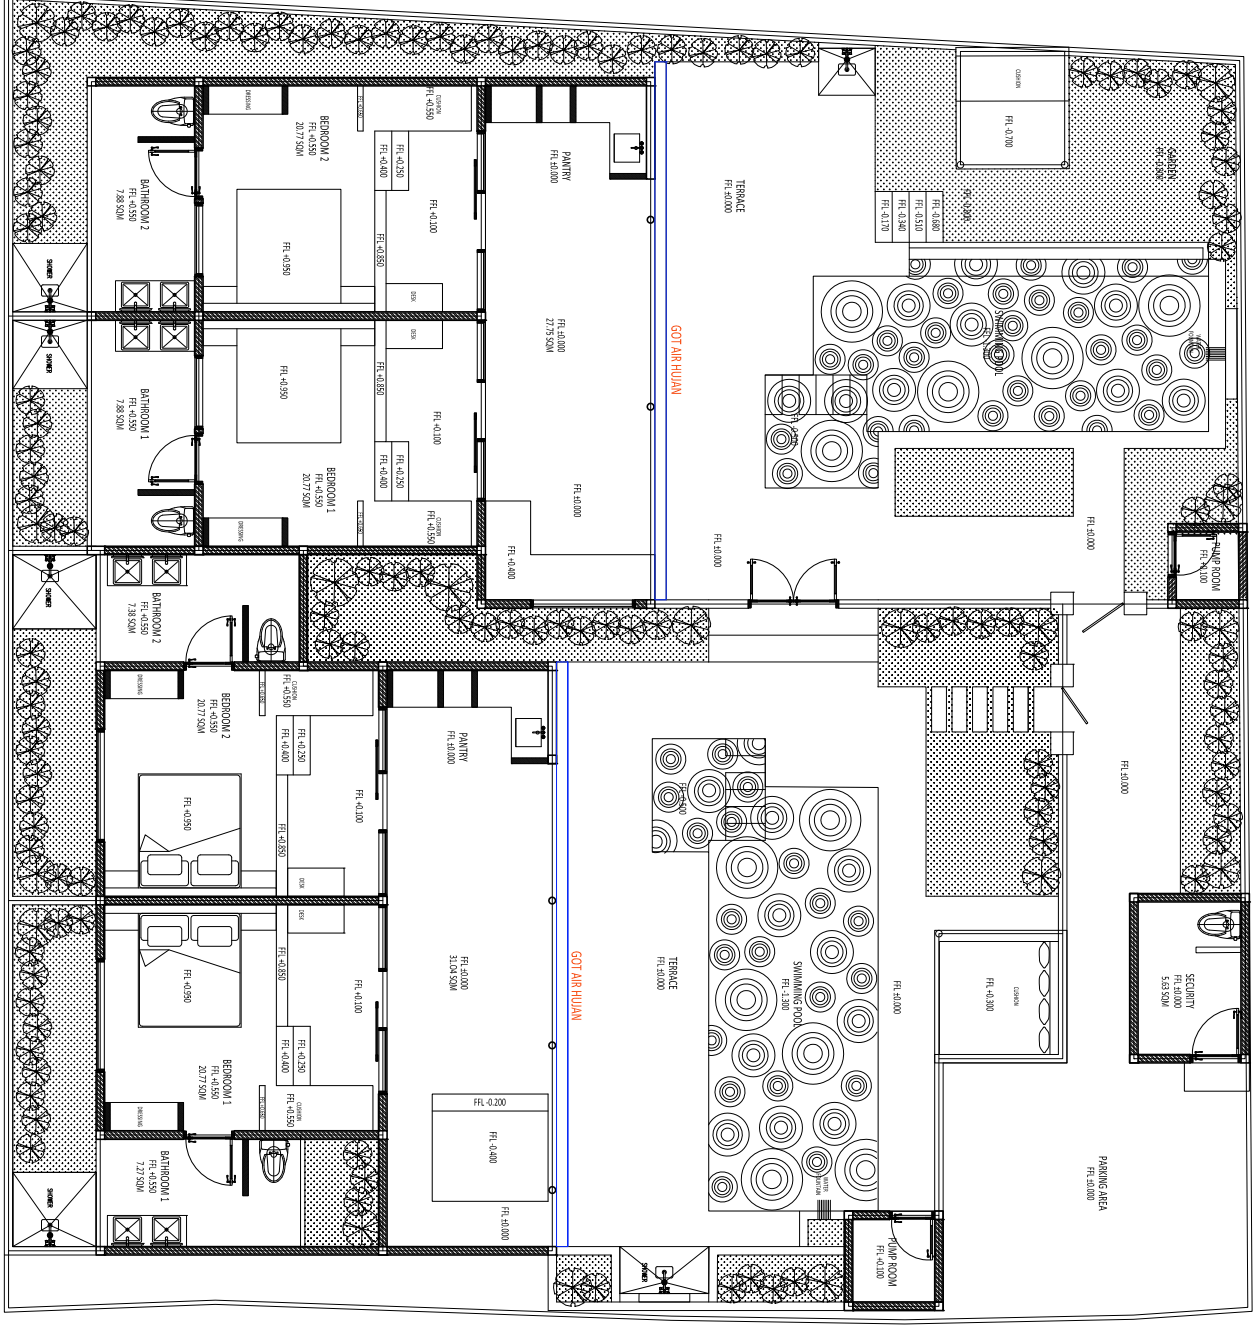 DRESSING
BEDROOM 2
FFL +0.550
20.77 SQM
CUSHION
FFL +0.550
FFL +0.250
FFL +0.400
FFL +0.100
FFL +0.850
FFL +0.950
DESK
BATHROOM 2
FFL +0.550
7.88 SQM
SHOWER
PANTRY
FFL ±0.000
TERRACE
FFL ±0.000
CUSHION
FFL -0.700
GARDEN
FFL -0.680
FFL -0.510
FFL -0.340
FFL -0.170
SWIMMING POOL
FFL ±0.000
27.75 SQM
GOT AIR HUJAN
SHOWER
DESK
FFL +0.950
FFL +0.850
FFL +0.100
FFL +0.250
FFL +0.400
BATHROOM 1
FFL +0.550
7.88 SQM
BEDROOM 1
FFL +0.550
20.77 SQM
CUSHION
FFL +0.550
DRESSING
FFL ±0.000
FFL +0.400
FFL ±0.000
FFL ±0.000
PUMP ROOM
FFL +0.100
BATHROOM 2
FFL +0.550
7.38 SQM
DRESSING
BEDROOM 2
FFL +0.550
20.77 SQM
CUSHION
FFL +0.550
FFL +0.250
FFL +0.400
FFL +0.100
FFL +0.850
FFL +0.950
DESK
PANTRY
FFL ±0.000
FFL ±0.000
DESK
FFL +0.850
FFL +0.950
FFL +0.100
FFL +0.250
FFL +0.400
FFL ±0.000
31.04 SQM
GOT AIR HUJAN
TERRACE
FFL ±0.000
SWIMMING POOL
FFL -1.300
FFL ±0.000
CUSHION
FFL +0.300
SECURITY
FFL ±0.000
5.63 SQM
BEDROOM 1
FFL +0.550
20.77 SQM
CUSHION
FFL +0.550
DRESSING
FFL -0.200
FFL -0.400
FFL ±0.000
BATHROOM 1
FFL +0.550
7.27 SQM
SHOWER
SHOWER
WATER
FOUNTAIN
PUMP ROOM
FFL +0.100
PARKING AREA
FFL ±0.000